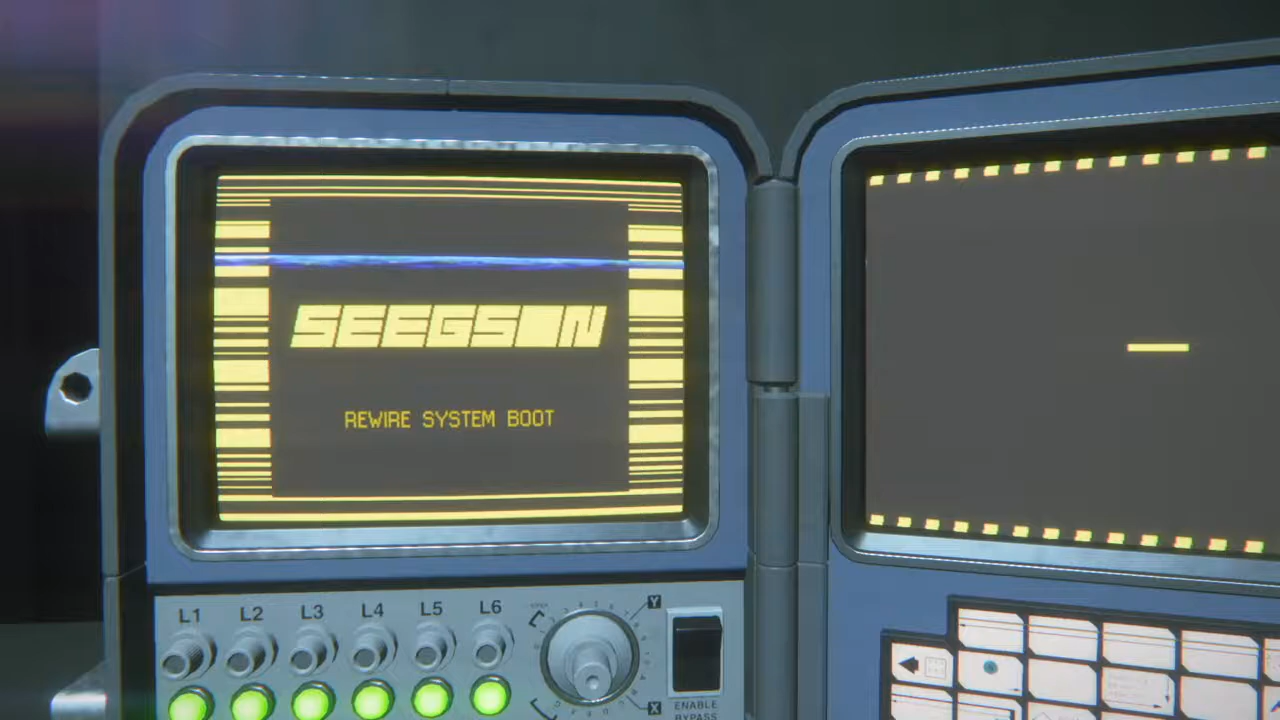 SEEGSON
REWIRE SYSTEM BOOT
L1 L2 L3 L4 L5 L6
Y
X
ENABLE
BYPASS